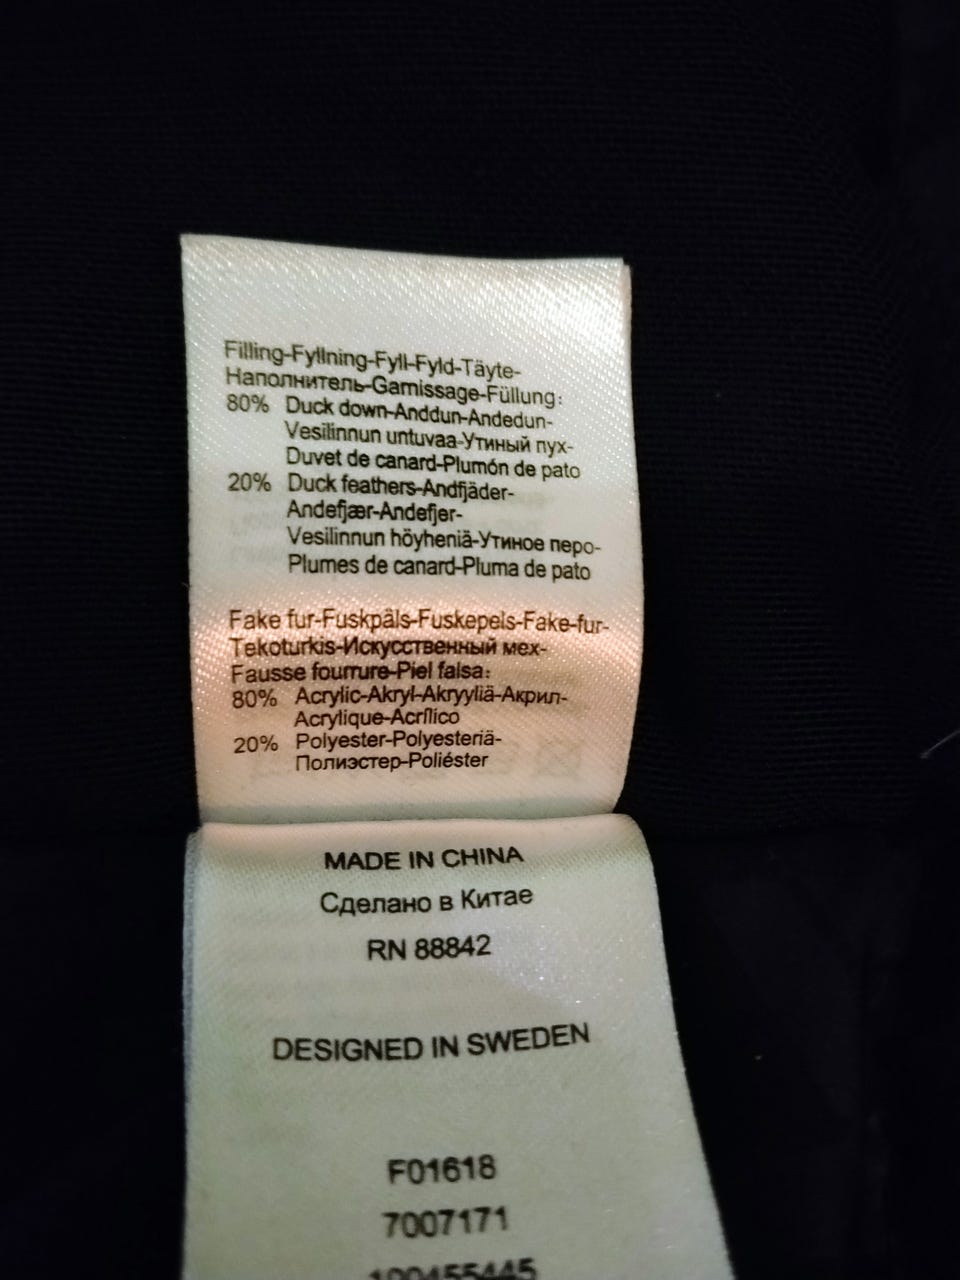 Filling-Fyllning-Fyll-Fyld-Täyte-
Наполнитель-Garnissage-Füllung:
80% Duck down-Anddun-Andedun-
Vesilinnun untuvaa-Утиный пух-
Duvet de canard-Plumón de pato
20% Duck feathers-Andfjäder-
Andefjær-Andefjer-
Vesilinnun höyheniä-Утиное перо-
Plumes de canard-Pluma de pato
Fake fur-Fuskpäls-Fuskepels-Fake-fur-
Tekoturkis-Искусственный мех-
Fausse fourrure-Piel falsa:
80% Acrylic-Akryl-Akryyliä-Акрил-
Acrylique-Acrílico
20% Polyester-Polyesteriä-
Полиэстер-Poliéster
MADE IN CHINA
Сделано в Китае
RN 88842
DESIGNED IN SWEDEN
F01618
7007171
100455445